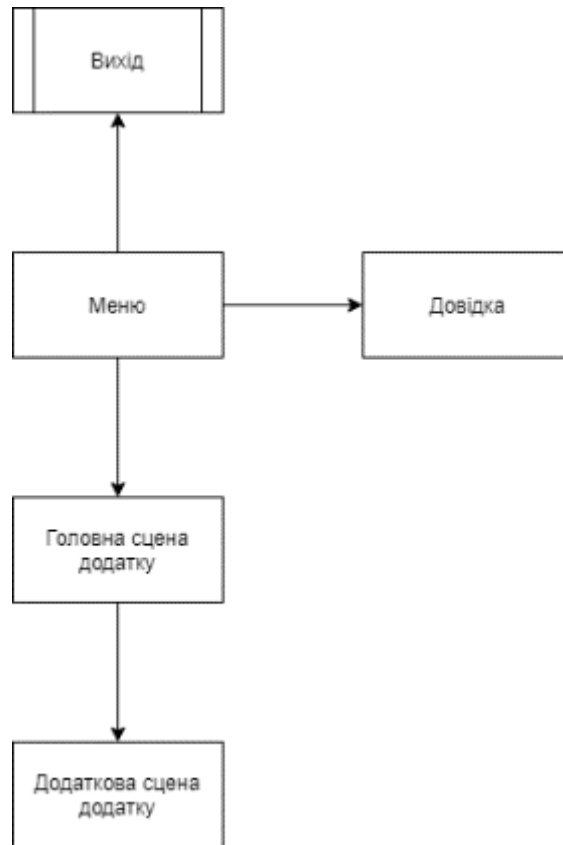 Вихід
Меню
Довідка
Головна сцена
додатку
Додаткова сцена
додатку